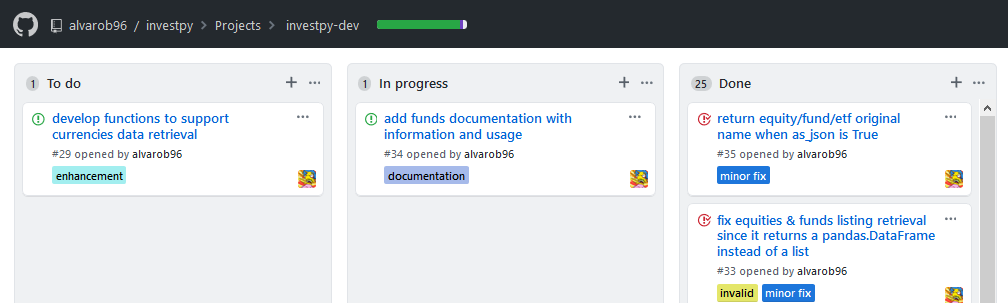 alvarob96 / investpy > Projects > investpy-dev
1 To do
develop functions to support
currencies data retrieval
#29 opened by alvarob96
enhancement
1 In progress
add funds documentation with
information and usage
#34 opened by alvarob96
documentation
25 Done
return equity/fund/etf original
name when as_json is True
#35 opened by alvarob96
minor fix
fix equities & funds listing retrieval
since it returns a pandas.DataFrame
instead of a list
#33 opened by alvarob96
invalid minor fix